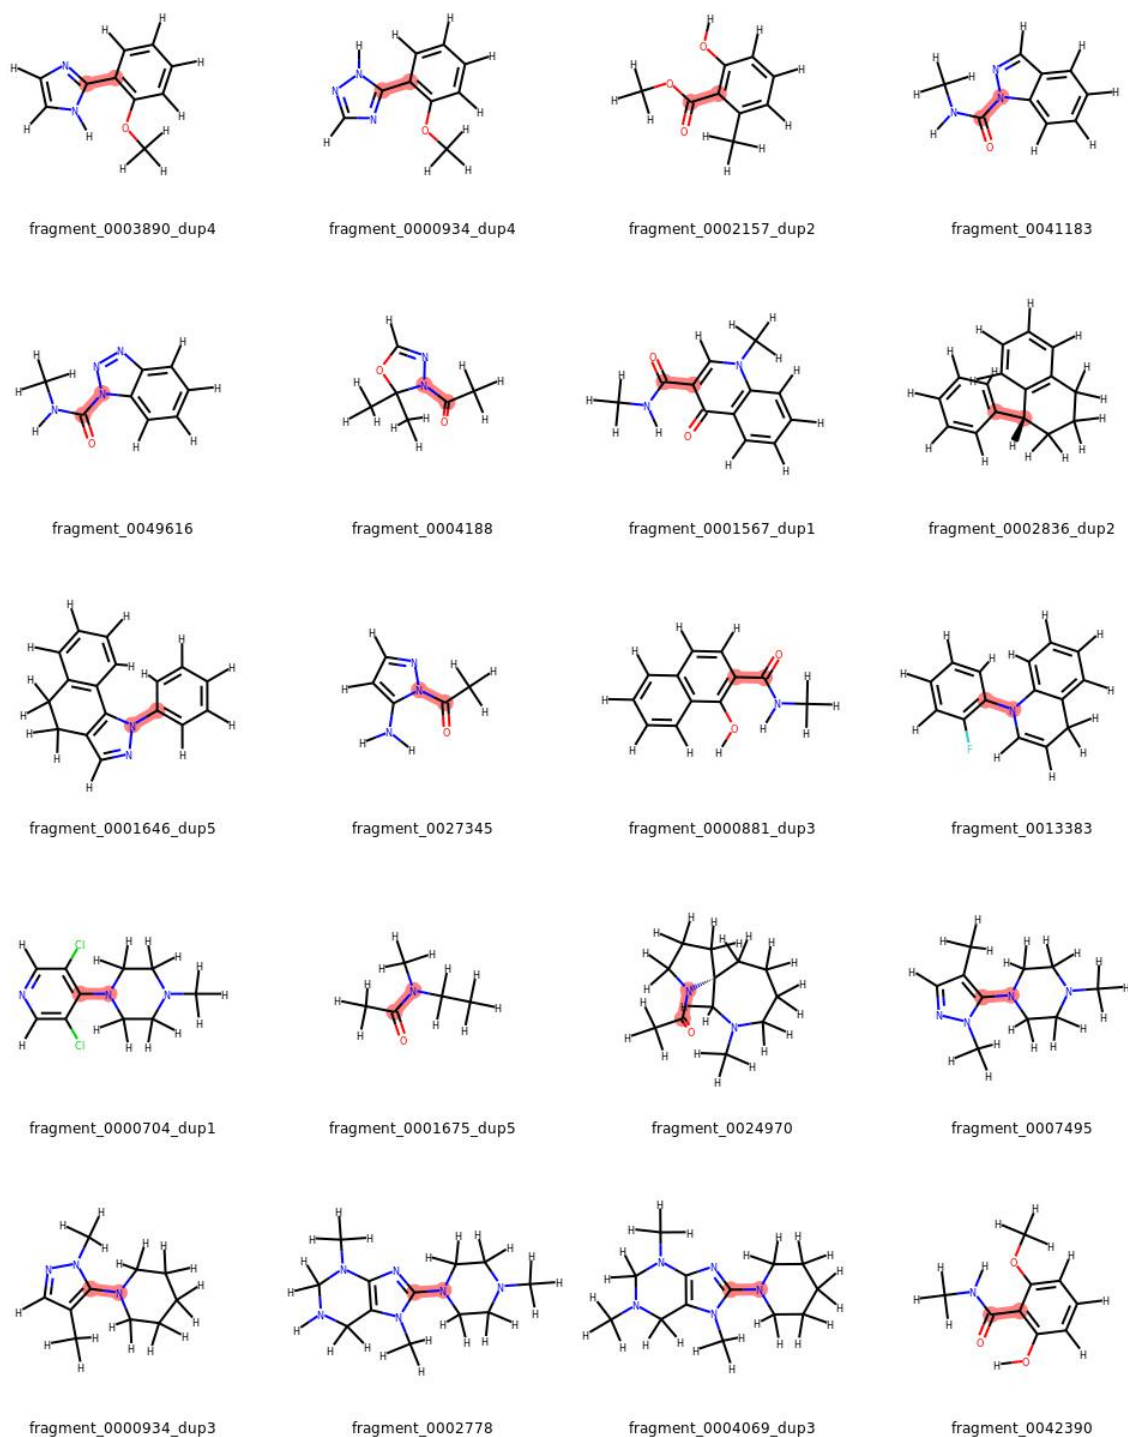 fragment_0003890_dup4
fragment_0000934_dup4
fragment_0002157_dup2
fragment_0041183
fragment_0049616
fragment_0004188
fragment_0001567_dup1
fragment_0002836_dup2
fragment_0001646_dup5
fragment_0027345
fragment_0000881_dup3
fragment_0013383
fragment_0000704_dup1
fragment_0001675_dup5
fragment_0024970
fragment_0007495
fragment_0000934_dup3
fragment_0002778
fragment_0004069_dup3
fragment_0042390